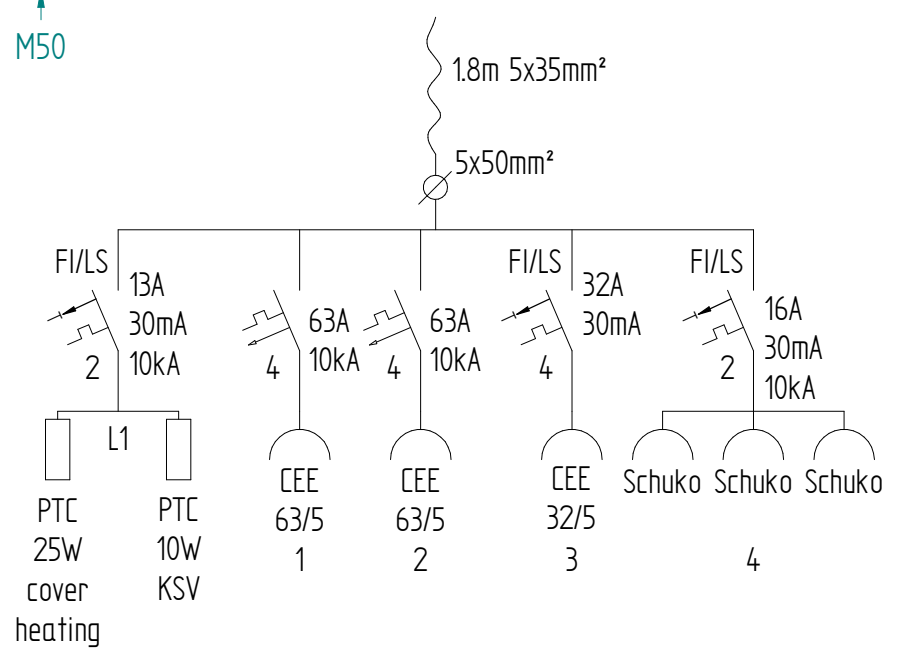 M50
1.8m 5x35mm²
5x50mm²
FI/LS
13A
30mA
10kA
2
L1
PTC
25W
cover
heating
PTC
10W
KSV
63A
10kA
4
CEE
63/5
1
63A
10kA
4
CEE
63/5
2
FI/LS
32A
30mA
4
CEE
32/5
3
FI/LS
16A
30mA
10kA
2
Schuko Schuko Schuko
4